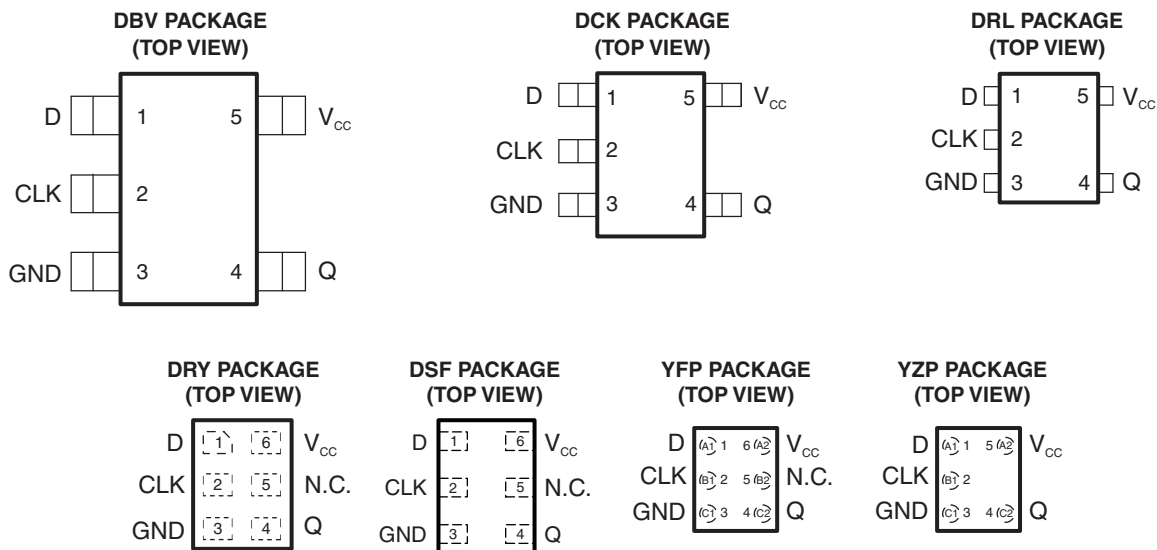 DBV PACKAGE
(TOP VIEW)
D 1 5 VCC
CLK 2
GND 3 4 Q
DCK PACKAGE
(TOP VIEW)
D 1 5 VCC
CLK 2
GND 3 4 Q
DRL PACKAGE
(TOP VIEW)
D 1 5 VCC
CLK 2
GND 3 4 Q
DRY PACKAGE
(TOP VIEW)
D 1 6 VCC
CLK 2 5 N.C.
GND 3 4 Q
DSF PACKAGE
(TOP VIEW)
D 1 6 VCC
CLK 2 5 N.C.
GND 3 4 Q
YFP PACKAGE
(TOP VIEW)
D A1 1 6 A2 VCC
CLK B1 2 5 B2 N.C.
GND C1 3 4 C2 Q
YZP PACKAGE
(TOP VIEW)
D A1 1 5 A2 VCC
CLK B1 2
GND C1 3 4 C2 Q